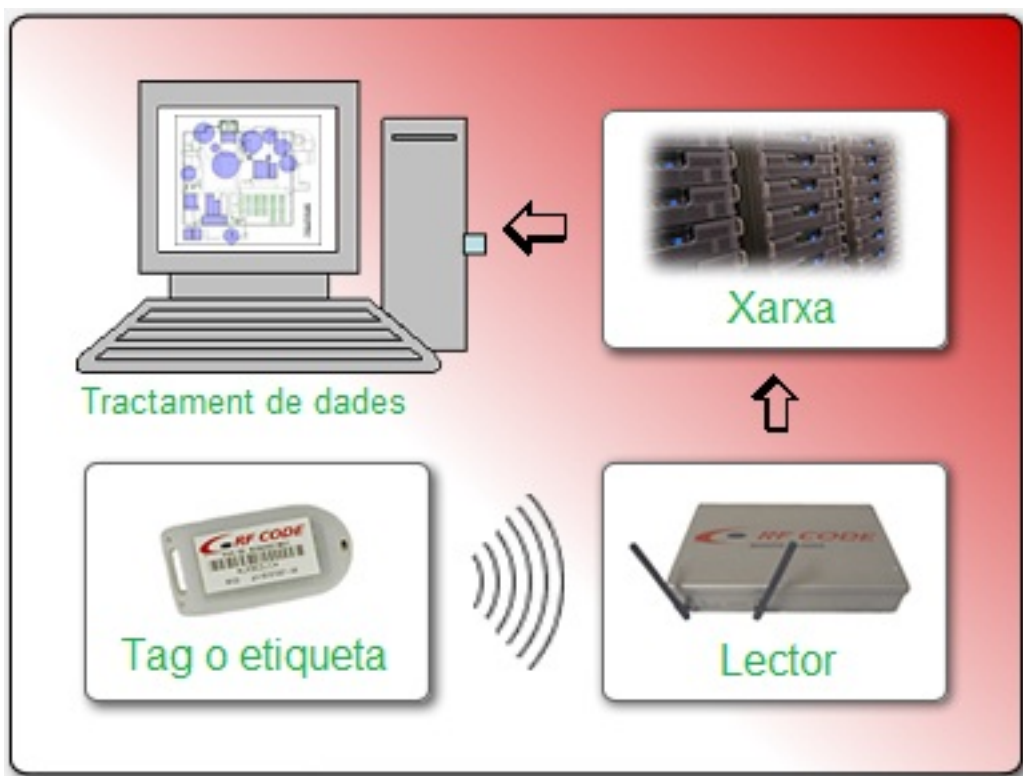 Xarxa
Tractament de dades
RF CODE
Tag o etiqueta
RF CODE
Lector